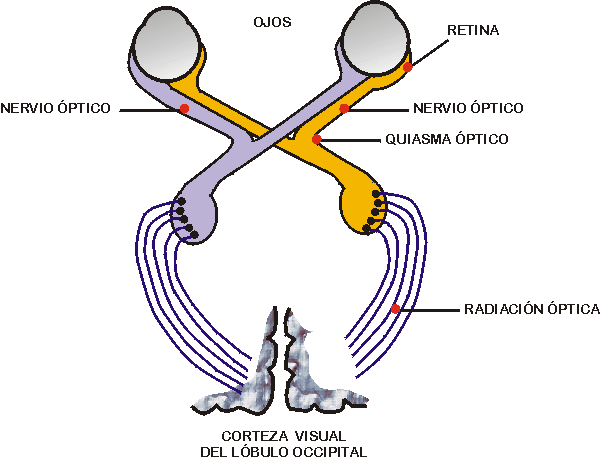 OJOS
RETINA
NERVIO ÓPTICO
NERVIO ÓPTICO
QUIASMA ÓPTICO
RADIACIÓN ÓPTICA
CORTEZA VISUAL
DEL LÓBULO OCCIPITAL